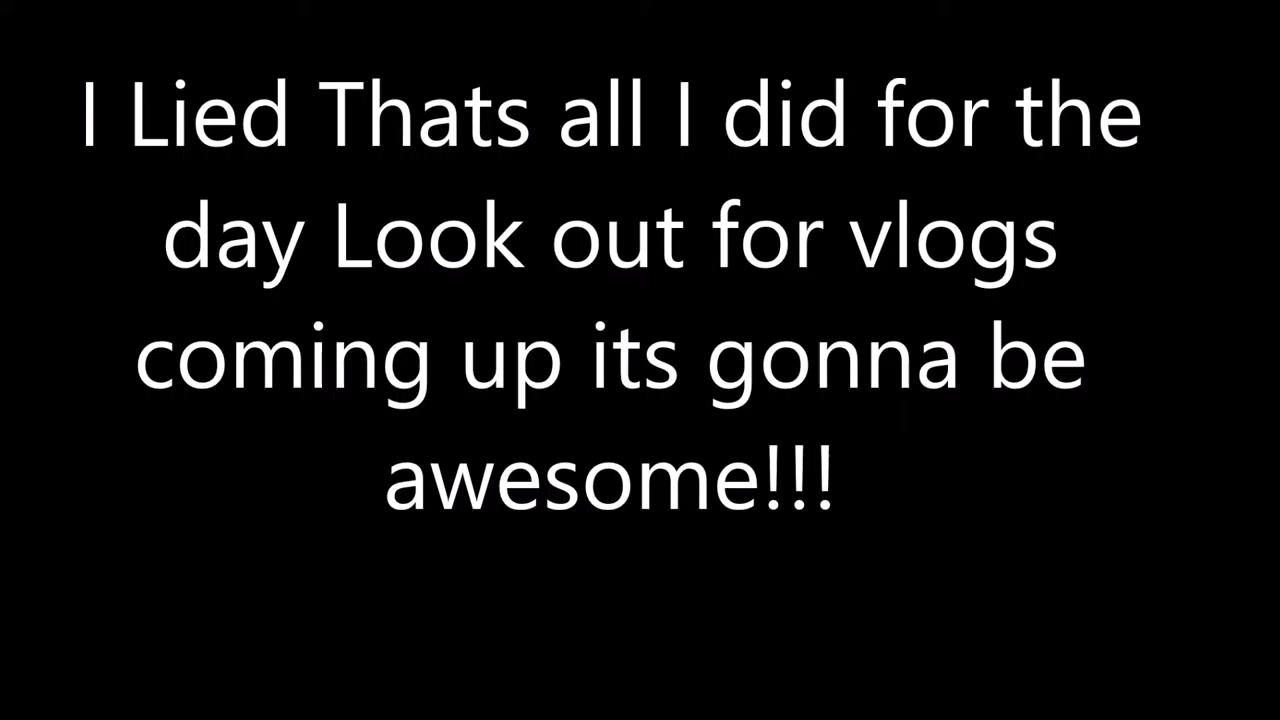 I Lied Thats all I did for the
day Look out for vlogs
coming up its gonna be
awesome!!!